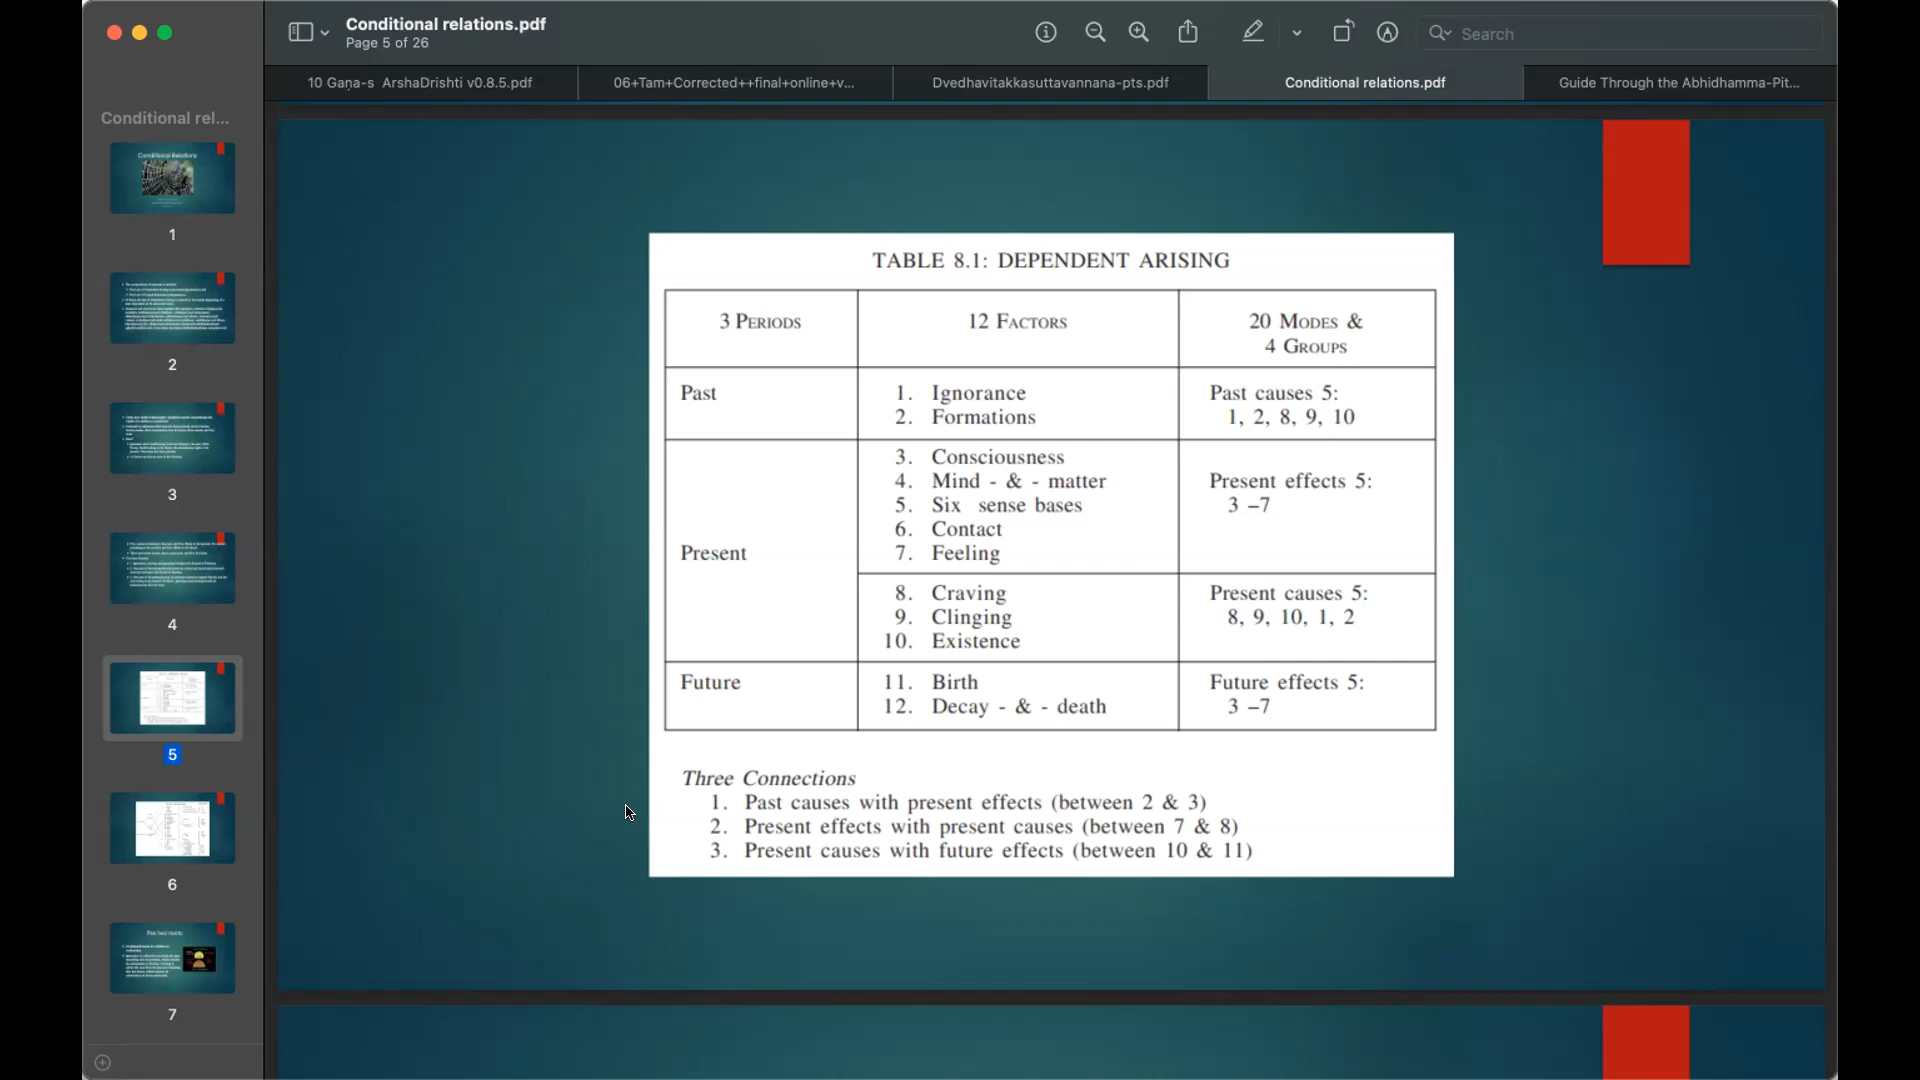 Conditional relations.pdf
Page 5 of 26
Search
10 Gaṇa-s ArshaDrishti v0.8.5.pdf
06+Tam+Corrected++final+online+v...
Dvedhavitakkasuttavannana-pts.pdf
Conditional relations.pdf
Guide Through the Abhidhamma-Pit...
Conditional rel...
Conditional Relations
1
2
3
4
5
6
The two roots:
7
TABLE 8.1: DEPENDENT ARISING
3 PERIODS
12 FACTORS
20 MODES &
4 GROUPS
Past
1. Ignorance
2. Formations
Past causes 5:
1, 2, 8, 9, 10
Present
3. Consciousness
4. Mind - & - matter
5. Six sense bases
6. Contact
7. Feeling
Present effects 5:
3 –7
8. Craving
9. Clinging
10. Existence
Present causes 5:
8, 9, 10, 1, 2
Future
11. Birth
12. Decay - & - death
Future effects 5:
3 –7
Three Connections
1. Past causes with present effects (between 2 & 3)
2. Present effects with present causes (between 7 & 8)
3. Present causes with future effects (between 10 & 11)